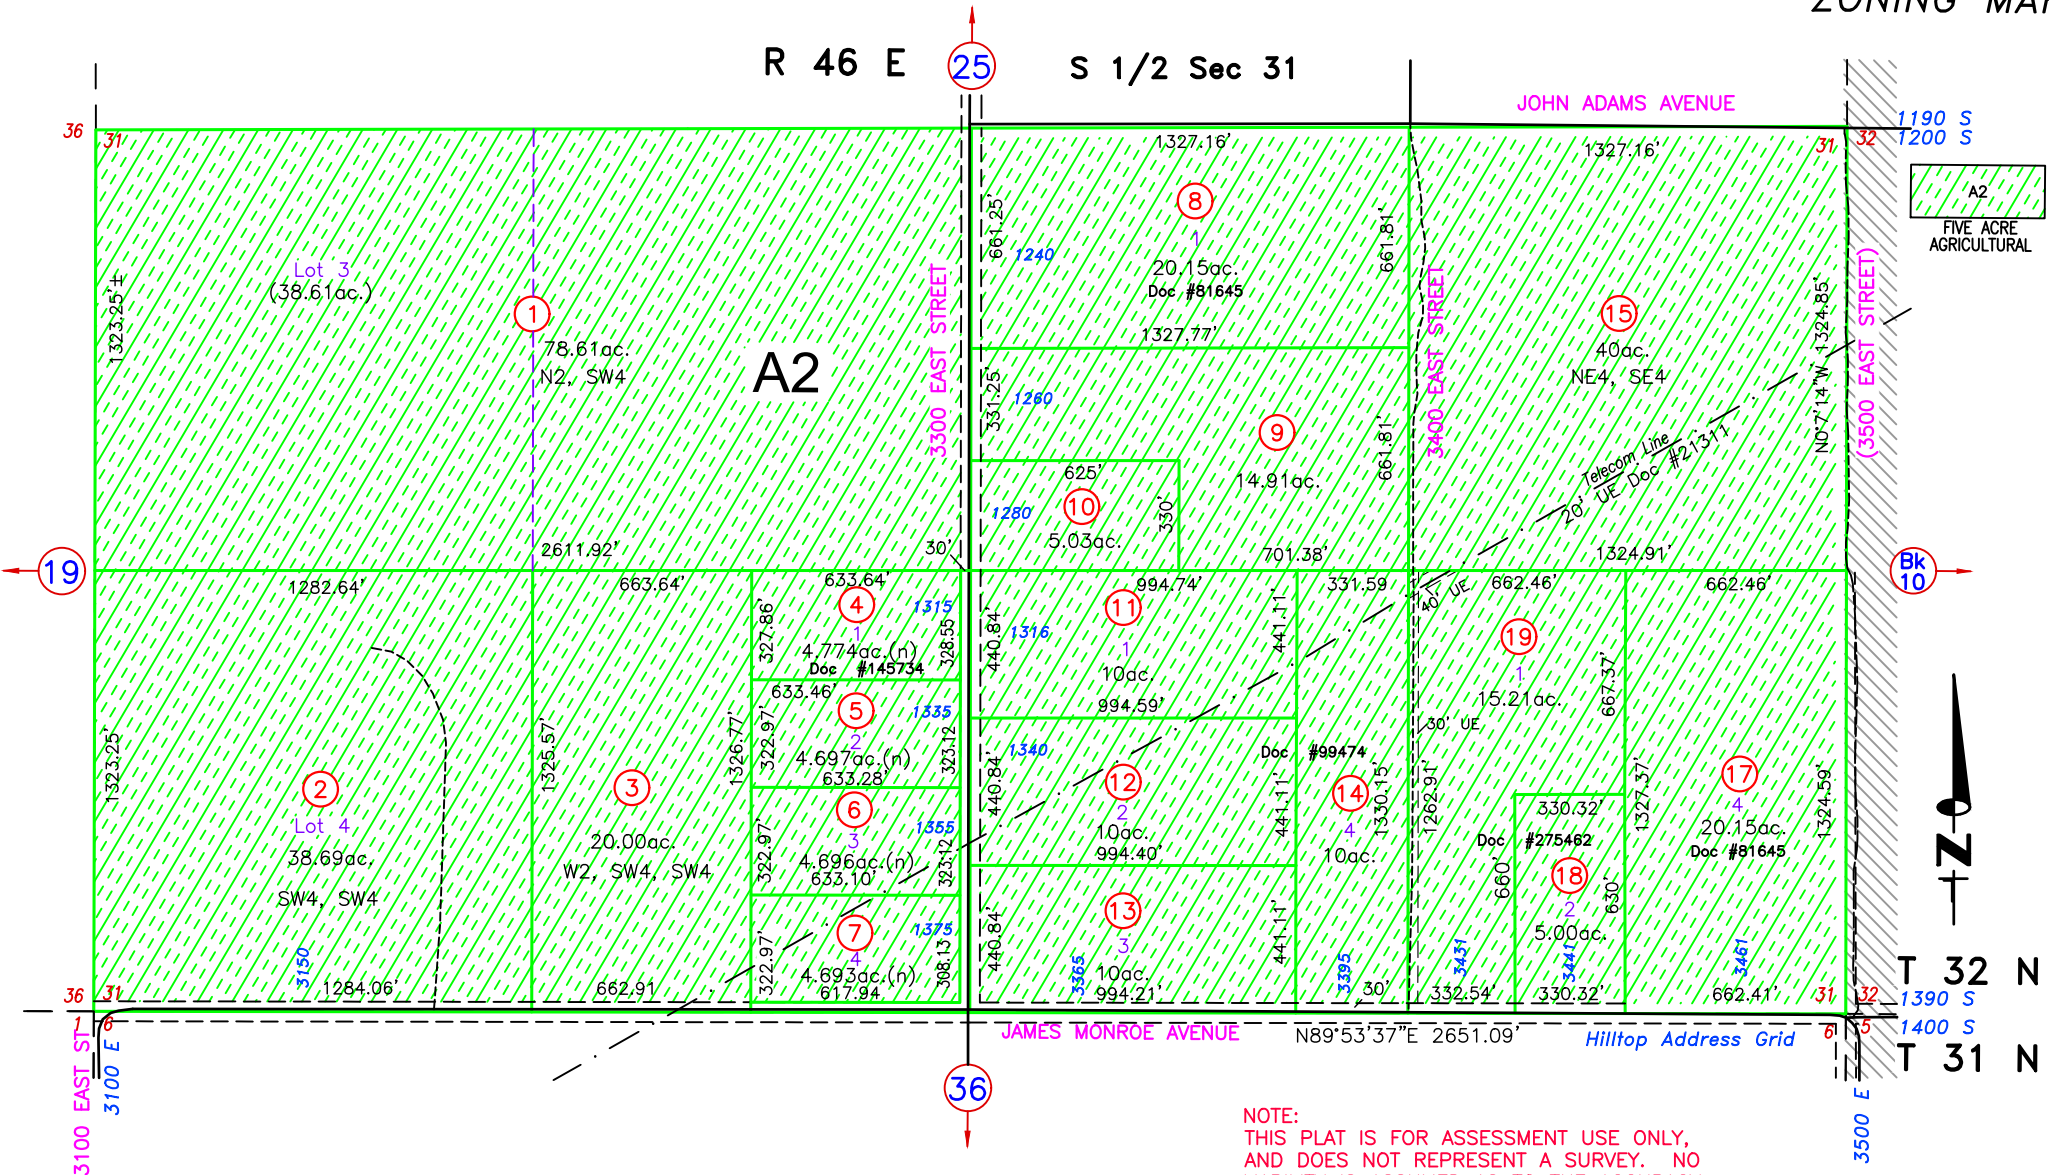 ZONING MAP
R 46 E
25
S 1/2 Sec 31
JOHN ADAMS AVENUE
1190 S
1200 S
36
31
31
32
A2
FIVE ACRE
AGRICULTURAL
1327.16'
1327.16'
Lot 3
(38.61ac.)
1323.25'±
1
78.61ac.
N2, SW4
A2
2611.92'
3300 EAST STREET
661.25'
1240
8
1
20.15ac.
Doc #81645
661.81'
1327.77'
331.25'
1260
9
14.91ac.
661.81'
3400 EAST STREET
625'
10
1280
5.03ac.
330'
701.38'
30'
15
40ac.
NE4, SE4
N0°7'14"W 1324.85'
(3500 EAST STREET)
Telecom Line
20' UE Doc #21311
1324.91'
19
Bk
10
1282.64'
663.64'
633.64'
994.74'
331.59
40' UE
662.46'
662.46'
1323.25'
2
Lot 4
38.69ac.
SW4, SW4
3150
1284.06'
1325.57'
3
20.00ac.
W2, SW4, SW4
662.91
1326.77'
327.86'
4
1315
1
4.774ac.(n)
Doc #145734
328.55
633.46'
322.97'
5
1335
2
4.697ac.(n)
323.12
633.28'
322.97'
6
1355
3
4.696ac.(n)
323.12
633.10'
322.97'
7
1375
4
4.693ac.(n)
308.13
617.94
440.84'
11
1316
1
10ac.
441.11'
994.59'
440.84'
1340
12
2
10ac.
441.11'
994.40'
440.84'
13
3
10ac.
441.11'
3365
994.21'
Doc #99474
14
4
10ac.
1330.15'
3395
30'
19
1
15.21ac.
30' UE
1262.91'
667.37'
3431
332.54'
330.32'
Doc #275462
18
2
5.00ac.
660'
630'
3441
330.32'
1327.37'
17
4
20.15ac.
Doc #81645
1324.59'
3461
662.41'
N
36
31
31
32
T 32 N
1390 S
1400 S
T 31 N
1
6
6
5
3100 EAST ST
3100 E
JAMES MONROE AVENUE
N89°53'37"E 2651.09'
Hilltop Address Grid
3500 E
36
NOTE:
THIS PLAT IS FOR ASSESSMENT USE ONLY,
AND DOES NOT REPRESENT A SURVEY. NO